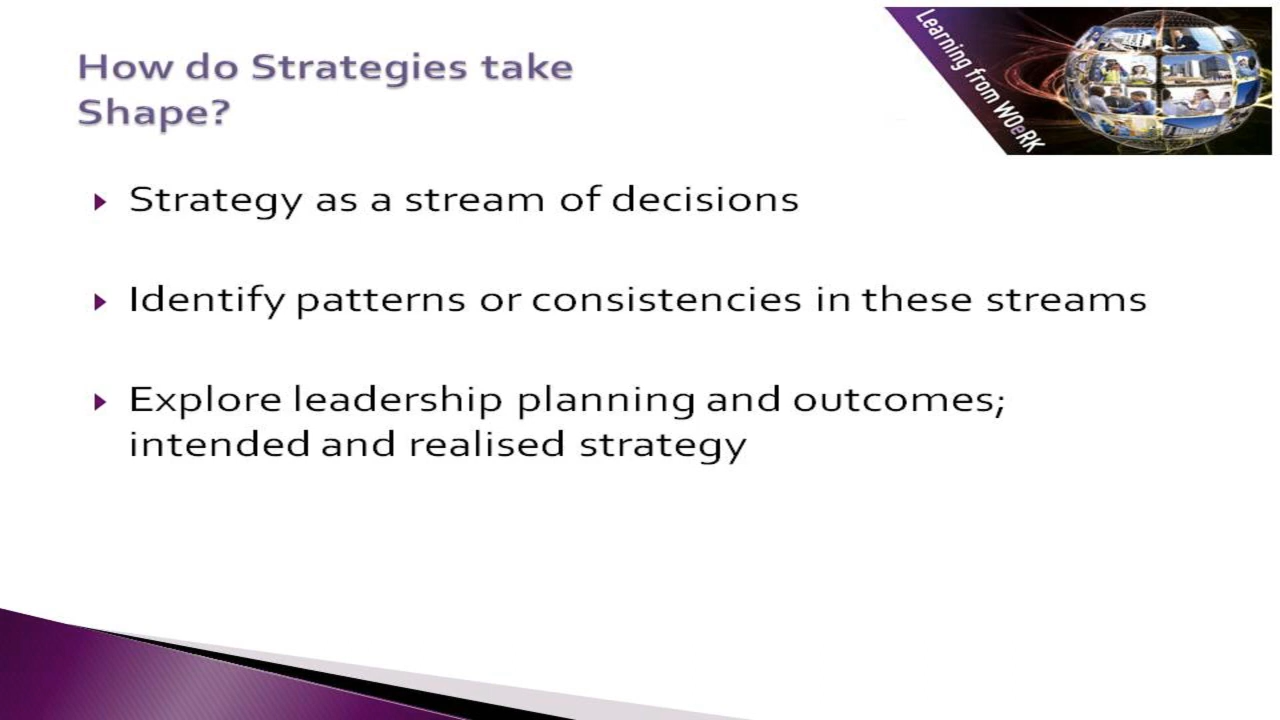 How do Strategies take
Shape?
Learning from WOeRK
Strategy as a stream of decisions
Identify patterns or consistencies in these streams
Explore leadership planning and outcomes;
intended and realised strategy